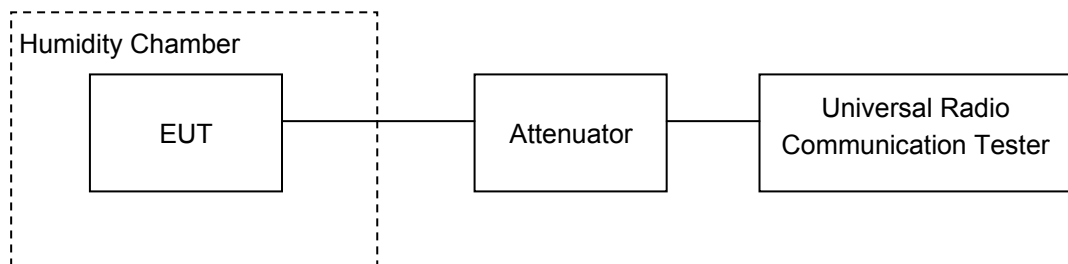 Humidity Chamber
EUT
Attenuator
Universal Radio
Communication Tester